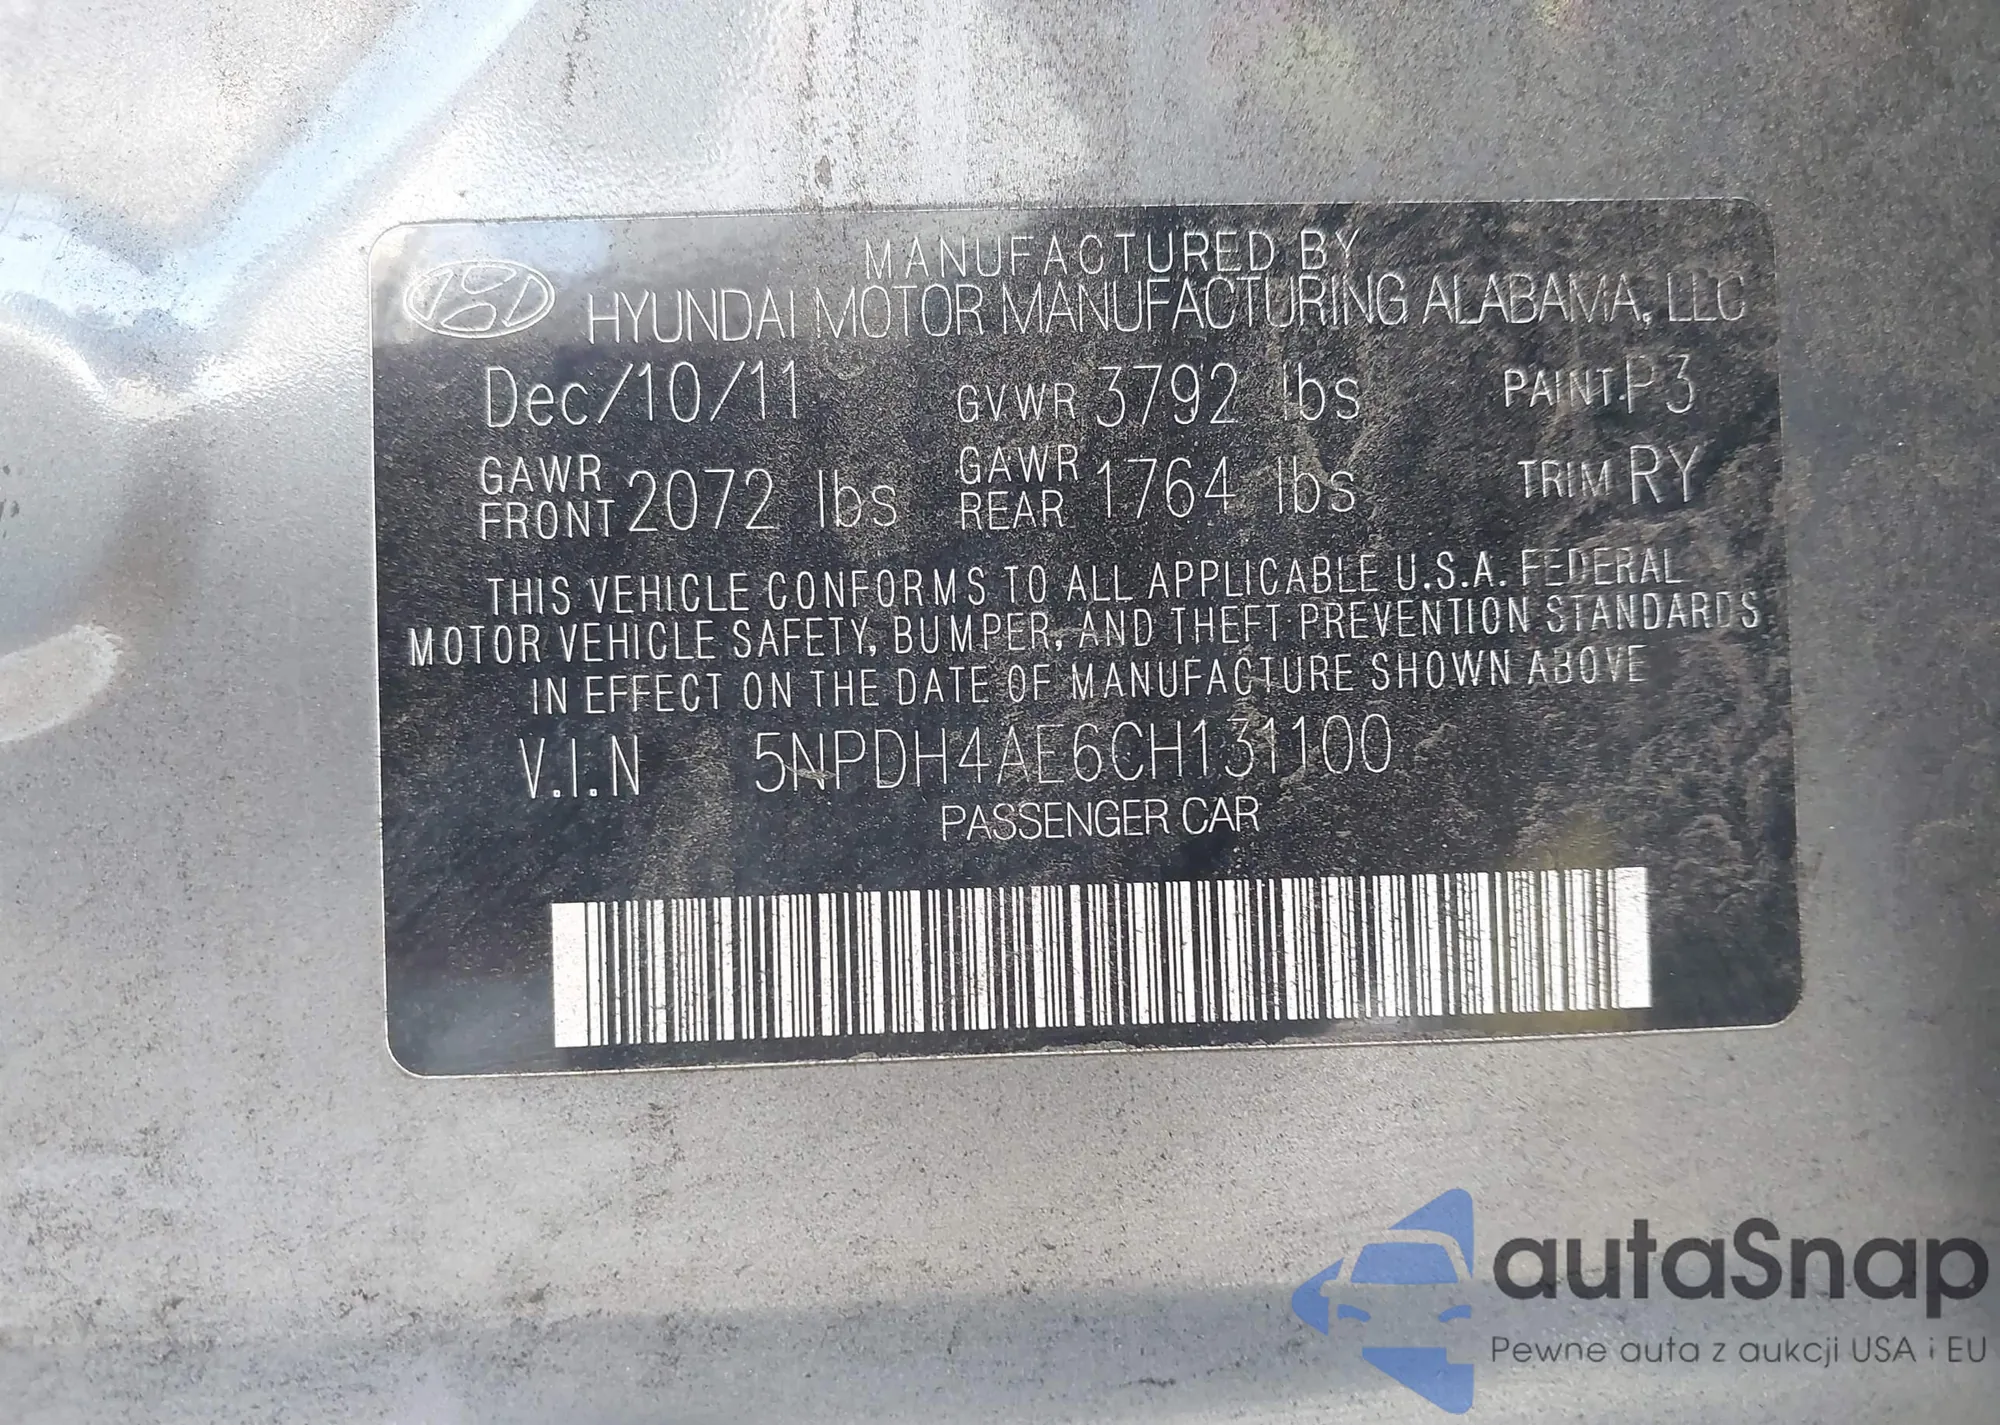 MANUFACTURED BY
HYUNDAI MOTOR MANUFACTURING ALABAMA, LLC
Dec/10/11 GVWR 3792 lbs PAINT.P3
GAWR FRONT 2072 lbs GAWR REAR 1764 lbs TRIM RY
THIS VEHICLE CONFORMS TO ALL APPLICABLE U.S.A. FEDERAL
MOTOR VEHICLE SAFETY, BUMPER, AND THEFT PREVENTION STANDARDS
IN EFFECT ON THE DATE OF MANUFACTURE SHOWN ABOVE
V.I.N 5NPDH4AE6CH131100
PASSENGER CAR
autaSnap
Pewne auta z aukcji USA i EU